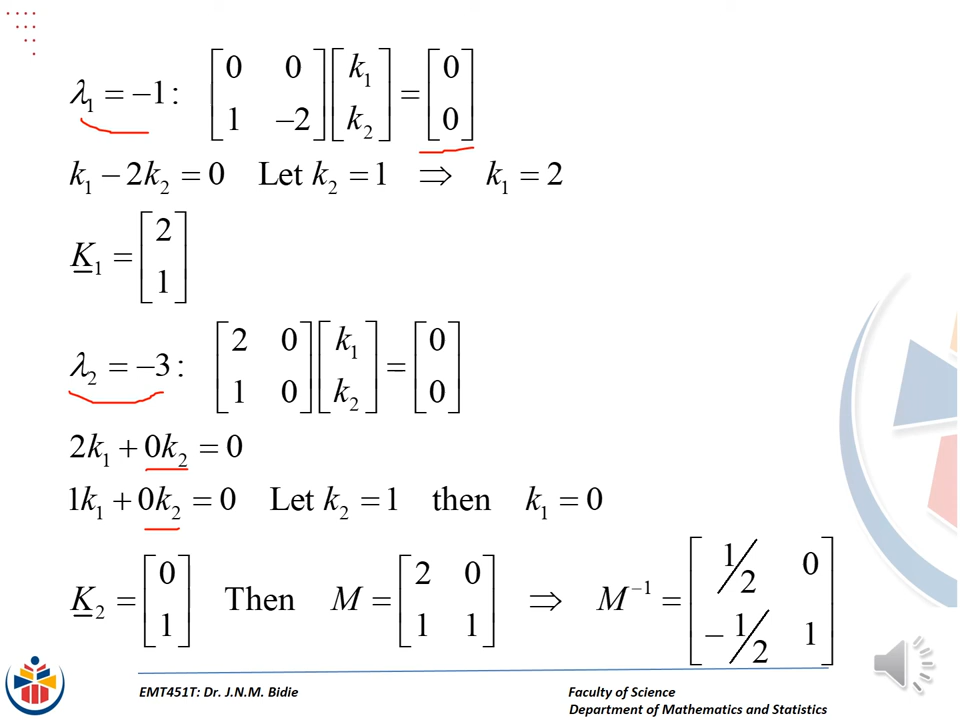 λ₁ = −1: [0 0; 1 −2] [k₁; k₂] = [0; 0]
k₁ − 2k₂ = 0 Let k₂ = 1 ⇒ k₁ = 2
K̲₁ = [2; 1]
λ₂ = −3: [2 0; 1 0] [k₁; k₂] = [0; 0]
2k₁ + 0k₂ = 0
1k₁ + 0k₂ = 0 Let k₂ = 1 then k₁ = 0
K̲₂ = [0; 1] Then M = [2 0; 1 1] ⇒ M⁻¹ = [1/2 0; −1/2 1]
EMT451T: Dr. J.N.M. Bidie
Faculty of Science
Department of Mathematics and Statistics